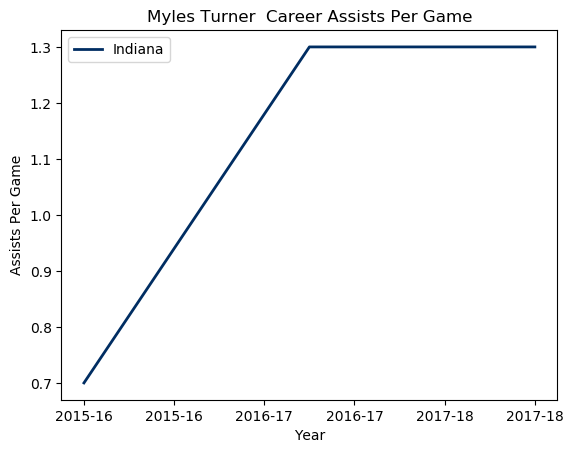 Myles Turner  Career Assists Per Game
Indiana
Assists Per Game
1.3
1.2
1.1
1.0
0.9
0.8
0.7
2015-16 2015-16 2016-17 2016-17 2017-18 2017-18
Year